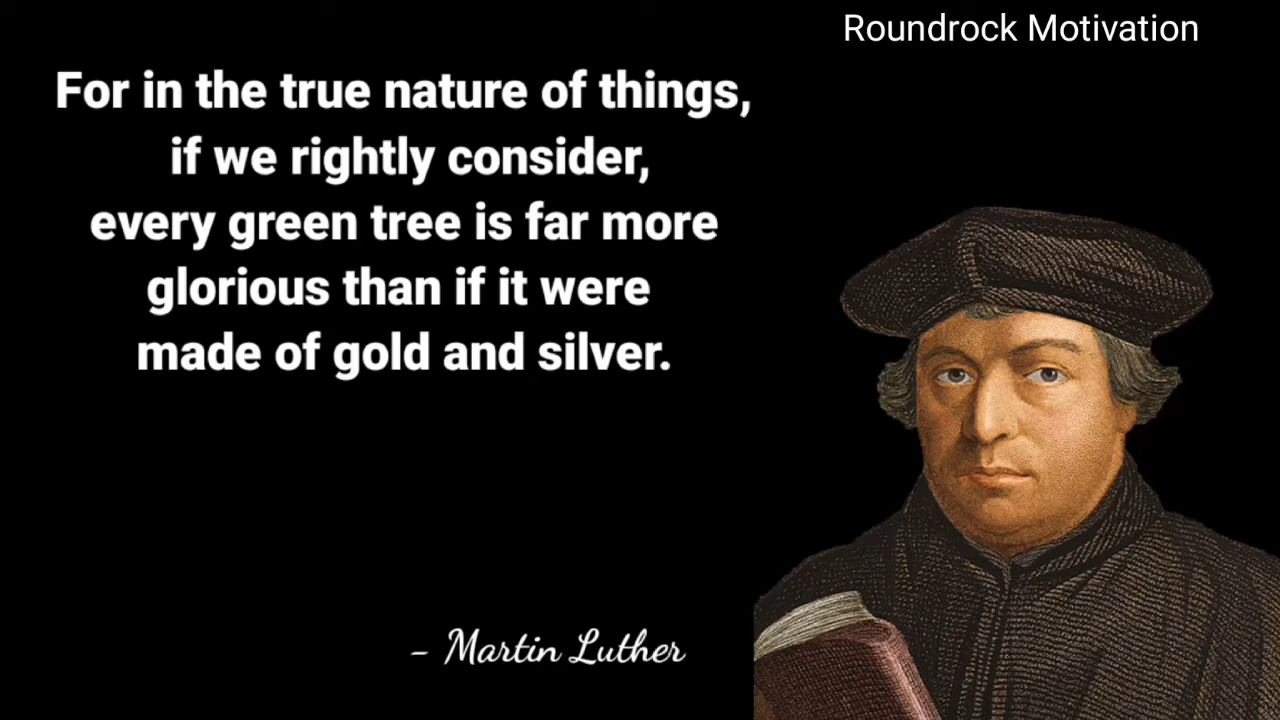 Roundrock Motivation
For in the true nature of things,
if we rightly consider,
every green tree is far more
glorious than if it were
made of gold and silver.
- Martin Luther